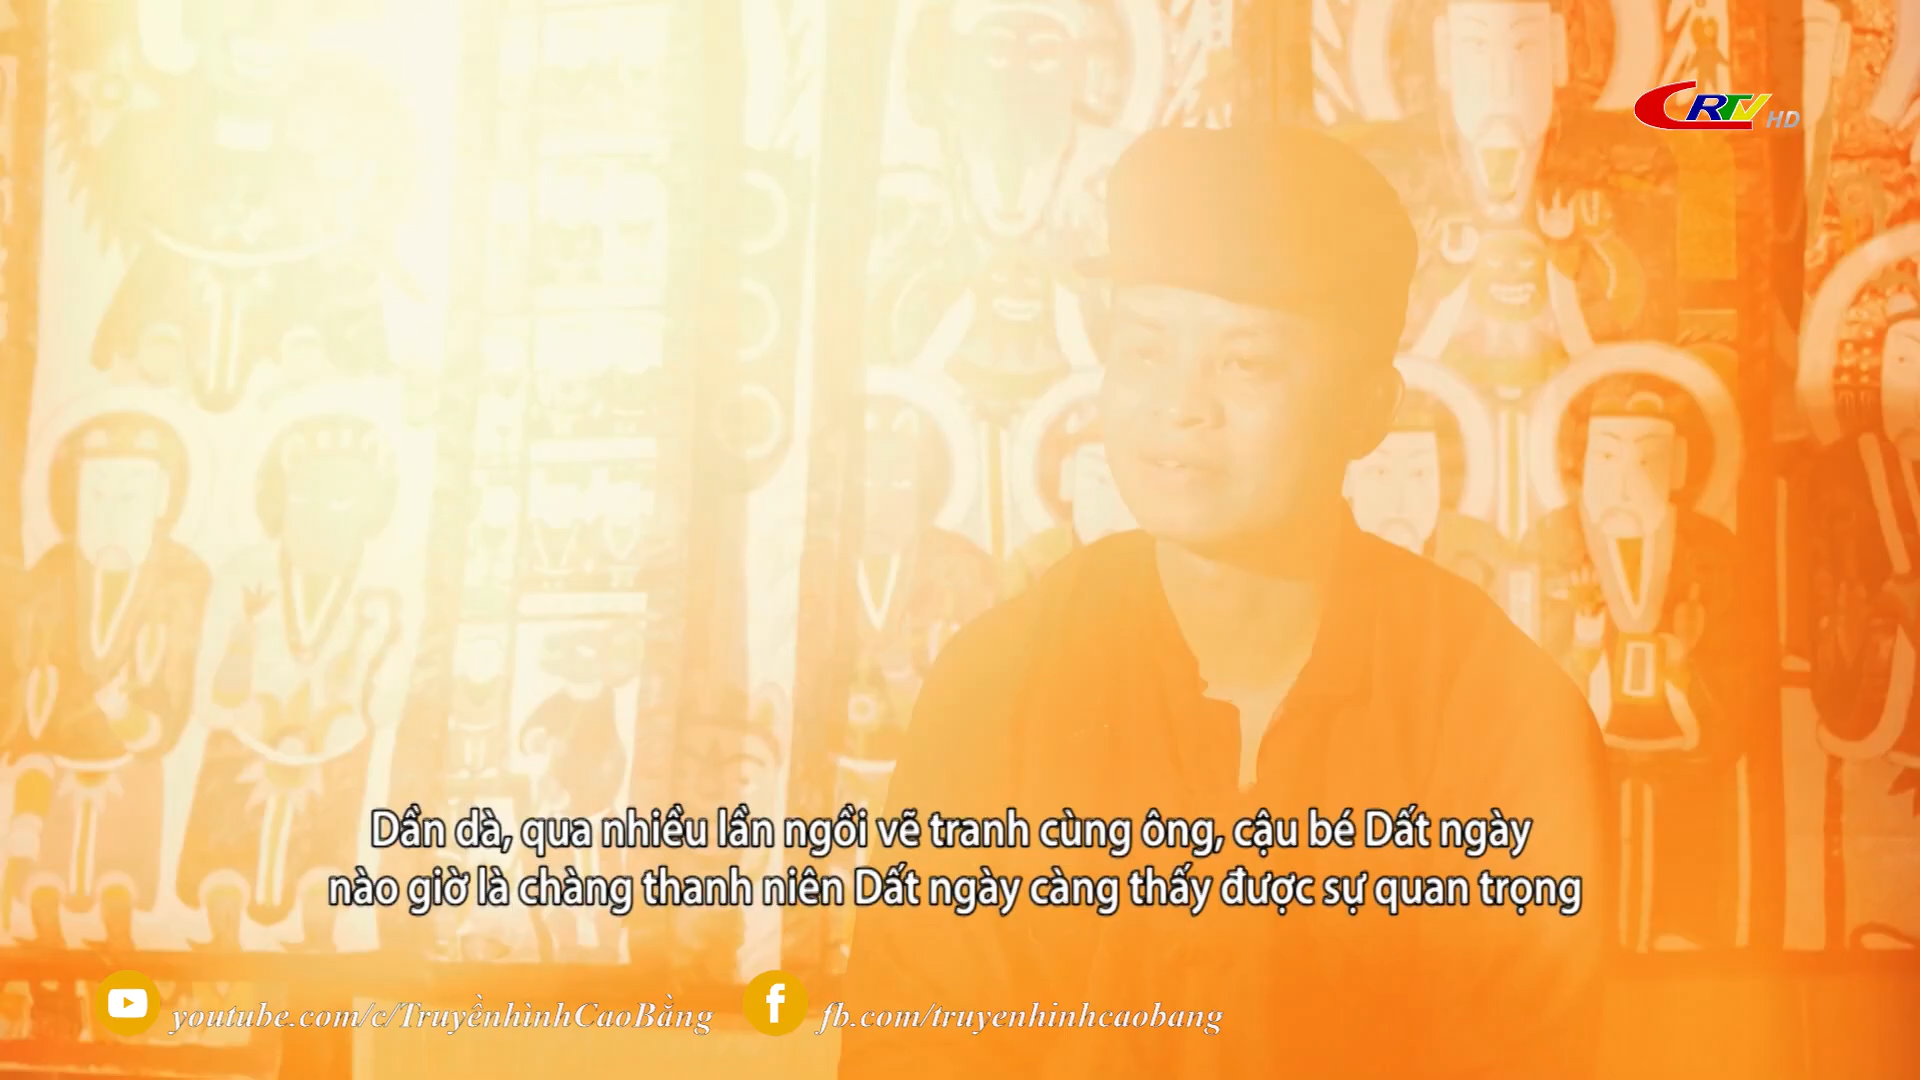 CRTV HD
Dần dà, qua nhiều lần ngồi vẽ tranh cùng ông, cậu bé Dất ngày
nào giờ là chàng thanh niên Dất ngày càng thấy được sự quan trọng
youtube.com/c/TruyềnhìnhCaoBằng fb.com/truyenhinhcaobang